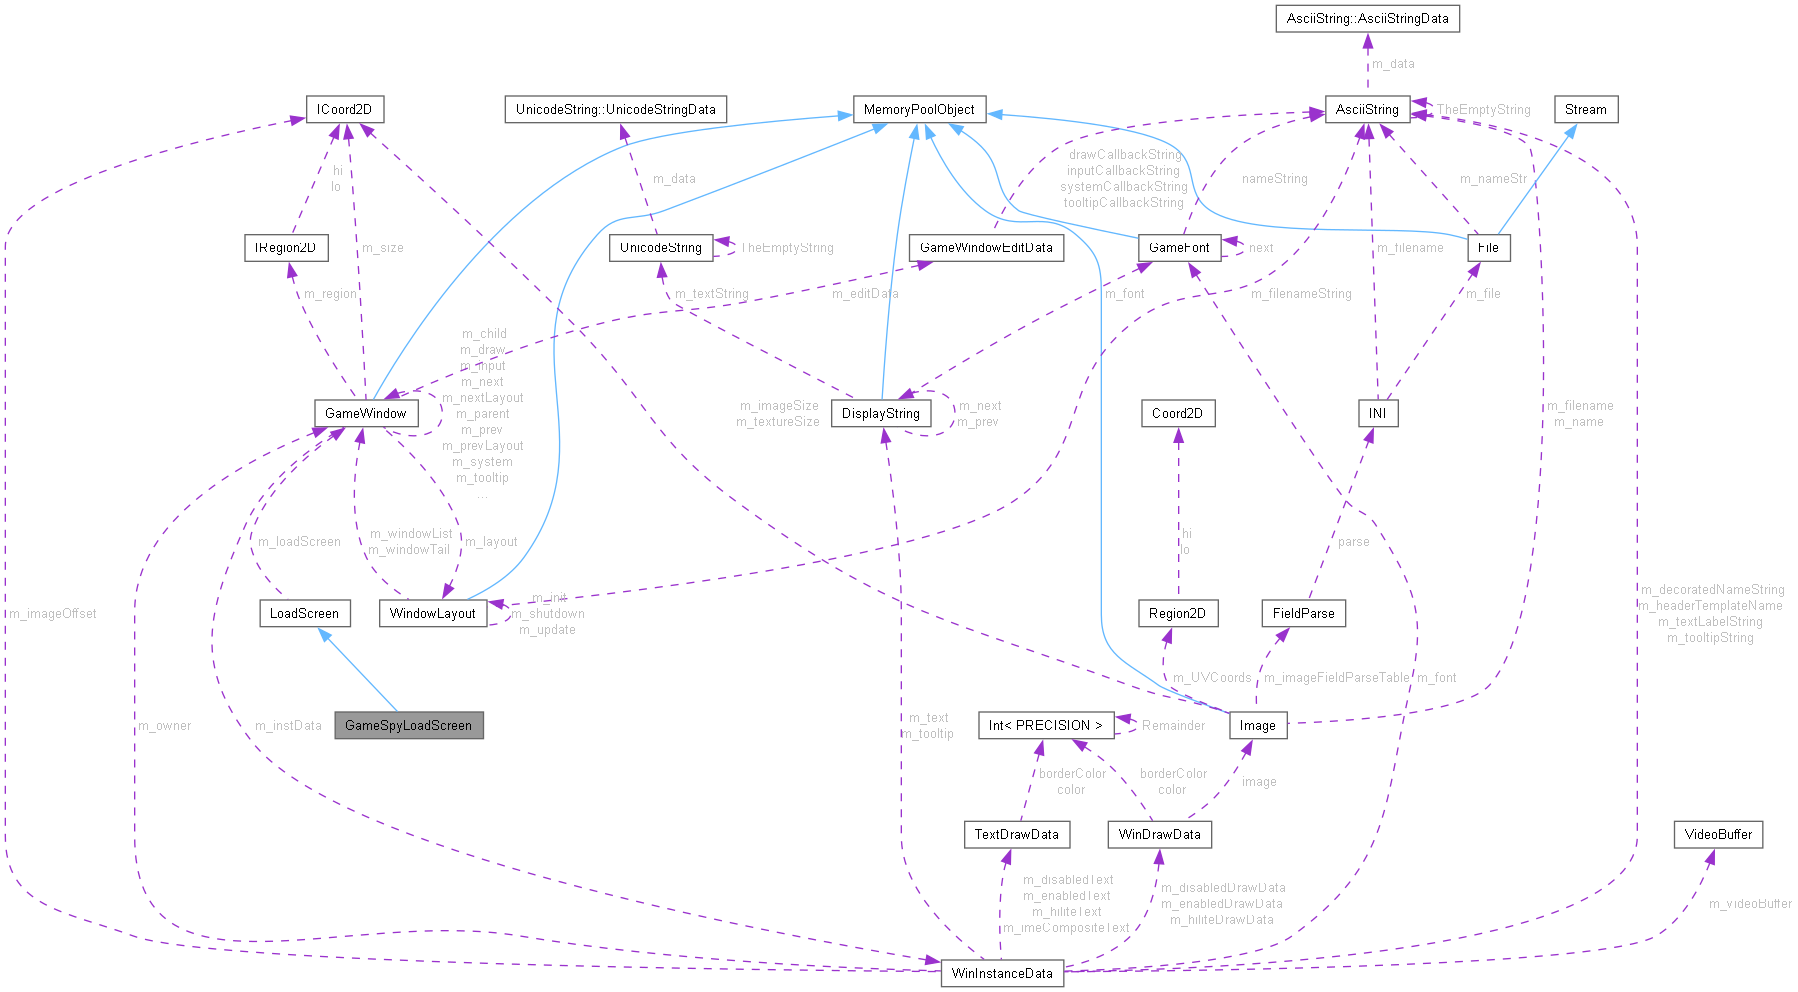 AsciiString::AsciiStringData
m_data
ICoord2D
UnicodeString::UnicodeStringData
MemoryPoolObject
AsciiString
TheEmptyString
Stream
hi
lo
m_size
m_data
drawCallbackString
inputCallbackString
systemCallbackString
tooltipCallbackString
nameString
m_nameStr
IRegion2D
UnicodeString
TheEmptyString
GameWindowEditData
GameFont
next
m_filename
File
m_region
m_textString
m_editData
m_font
m_filenameString
m_file
m_child
m_draw
m_input
m_next
m_nextLayout
m_parent
m_prev
m_prevLayout
m_system
m_tooltip
...
GameWindow
m_imageSize
m_textureSize
DisplayString
m_next
m_prev
Coord2D
INI
m_filename
m_name
m_loadScreen
m_windowList
m_windowTail
m_layout
hi
lo
parse
m_imageOffset
LoadScreen
WindowLayout
m_init
m_shutdown
m_update
Region2D
FieldParse
m_decoratedNameString
m_headerTemplateName
m_textLabelString
m_tooltipString
m_UVCoords
m_imageFieldParseTable
m_font
m_owner
m_instData
GameSpyLoadScreen
m_text
m_tooltip
Int< PRECISION >
Remainder
Image
borderColor
color
borderColor
color
image
TextDrawData
WinDrawData
VideoBuffer
m_disabledText
m_enabledText
m_hiliteText
m_imeCompositeText
m_disabledDrawData
m_enabledDrawData
m_hiliteDrawData
m_videoBuffer
WinInstanceData